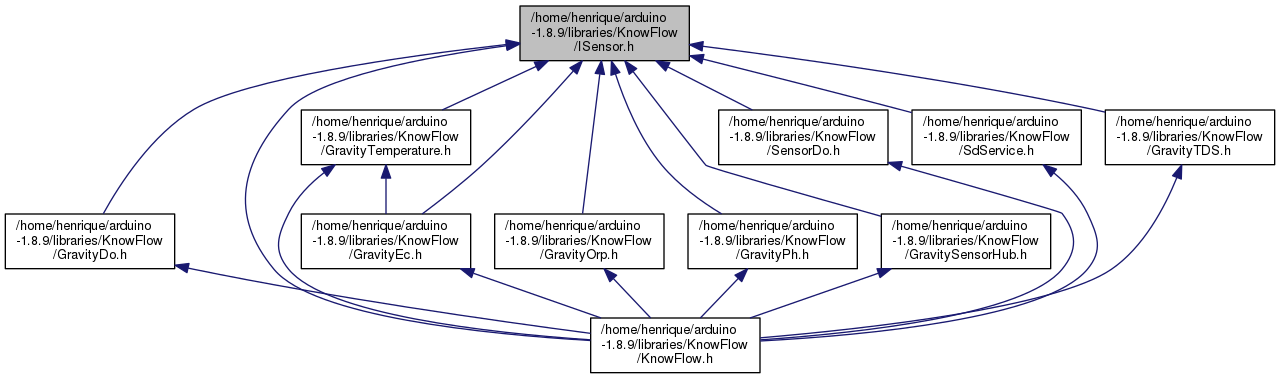 /home/henrique/arduino
-1.8.9/libraries/KnowFlow
/ISensor.h
/home/henrique/arduino
-1.8.9/libraries/KnowFlow
/GravityTemperature.h
/home/henrique/arduino
-1.8.9/libraries/KnowFlow
/SensorDo.h
/home/henrique/arduino
-1.8.9/libraries/KnowFlow
/SdService.h
/home/henrique/arduino
-1.8.9/libraries/KnowFlow
/GravityTDS.h
/home/henrique/arduino
-1.8.9/libraries/KnowFlow
/GravityDo.h
/home/henrique/arduino
-1.8.9/libraries/KnowFlow
/GravityEc.h
/home/henrique/arduino
-1.8.9/libraries/KnowFlow
/GravityOrp.h
/home/henrique/arduino
-1.8.9/libraries/KnowFlow
/GravityPh.h
/home/henrique/arduino
-1.8.9/libraries/KnowFlow
/GravitySensorHub.h
/home/henrique/arduino
-1.8.9/libraries/KnowFlow
/KnowFlow.h